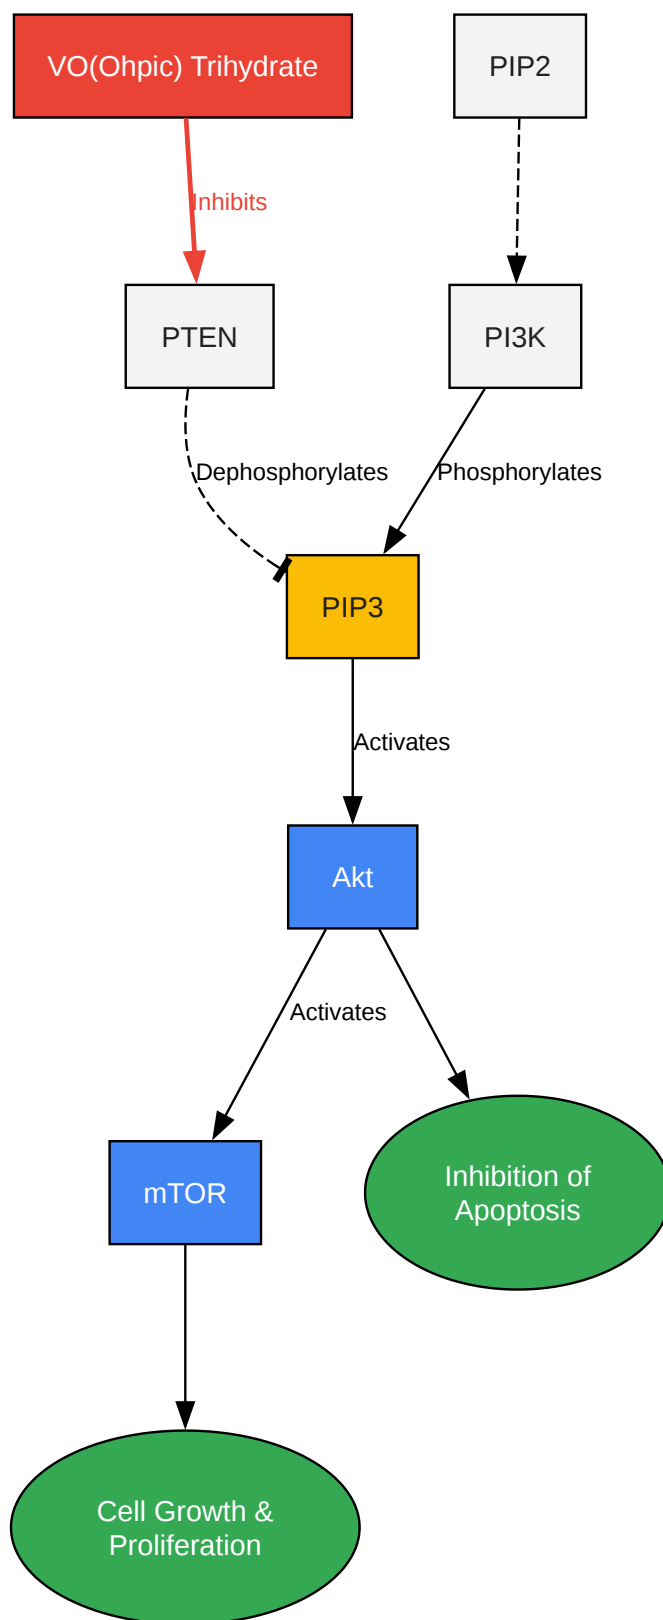 VO(Ohpic) Trihydrate
PIP2
Inhibits
PTEN
PI3K
Dephosphorylates
Phosphorylates
PIP3
Activates
Akt
Activates
mTOR
Inhibition of
Apoptosis
Cell Growth &
Proliferation